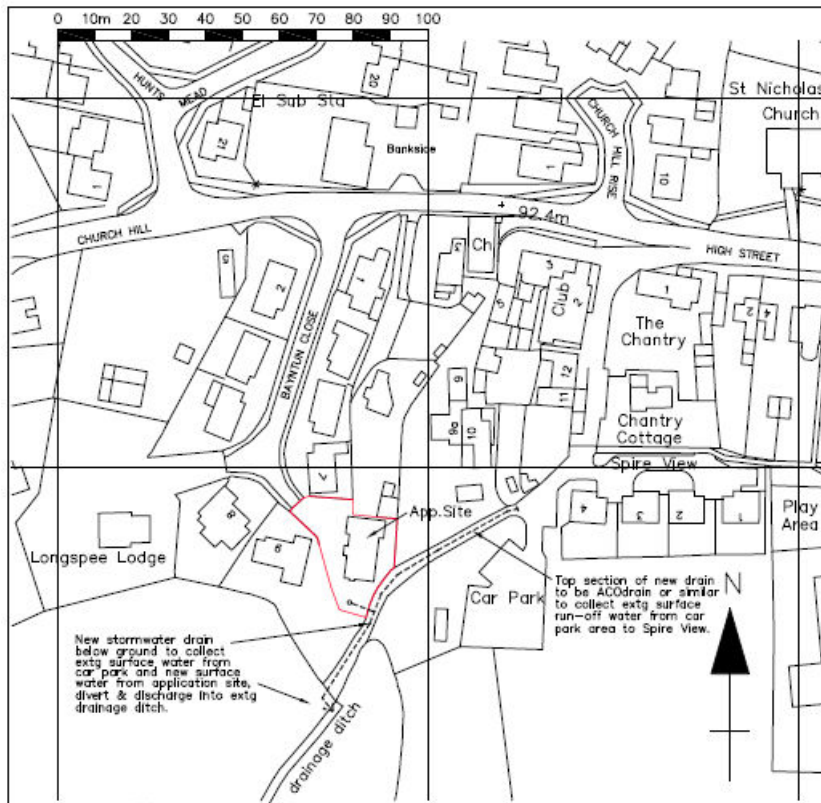 0 10m 20 30 40 50 60 70 80 90 100
HUNTS
MEAD
20
El Sub Sta
St Nicholas
Church
CHURCH HILL RISE
21
Bankside
1
1
10
92.4m
CHURCH HILL
HIGH STREET
Ch
2
1
5
Club
2
1
The
Chantry
2
4
BAYNTUN CLOSE
9
12
11
9a
10
Chantry
Cottage
Spire View
7
App.Site
8
9
4
3
2
1
Play
Area
Longspee Lodge
Car Park
Top section of new drain
to be ACOdrain or similar
to collect extg surface
run-off water from car
park area to Spire View.
N
New stormwater drain
below ground to collect
extg surface water from
car park and new surface
water from application site,
divert & discharge into extg
drainage ditch.
drainage ditch